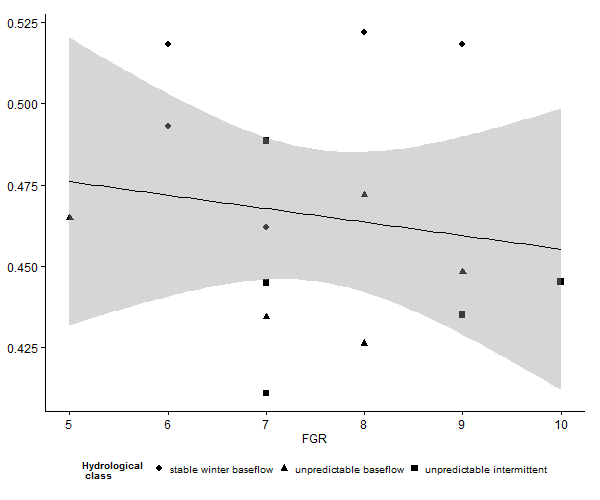 0.525
0.500
0.475
0.450
0.425
5 6 7 8 9 10
FGR
Hydrological
class
stable winter baseflow unpredictable baseflow unpredictable intermittent